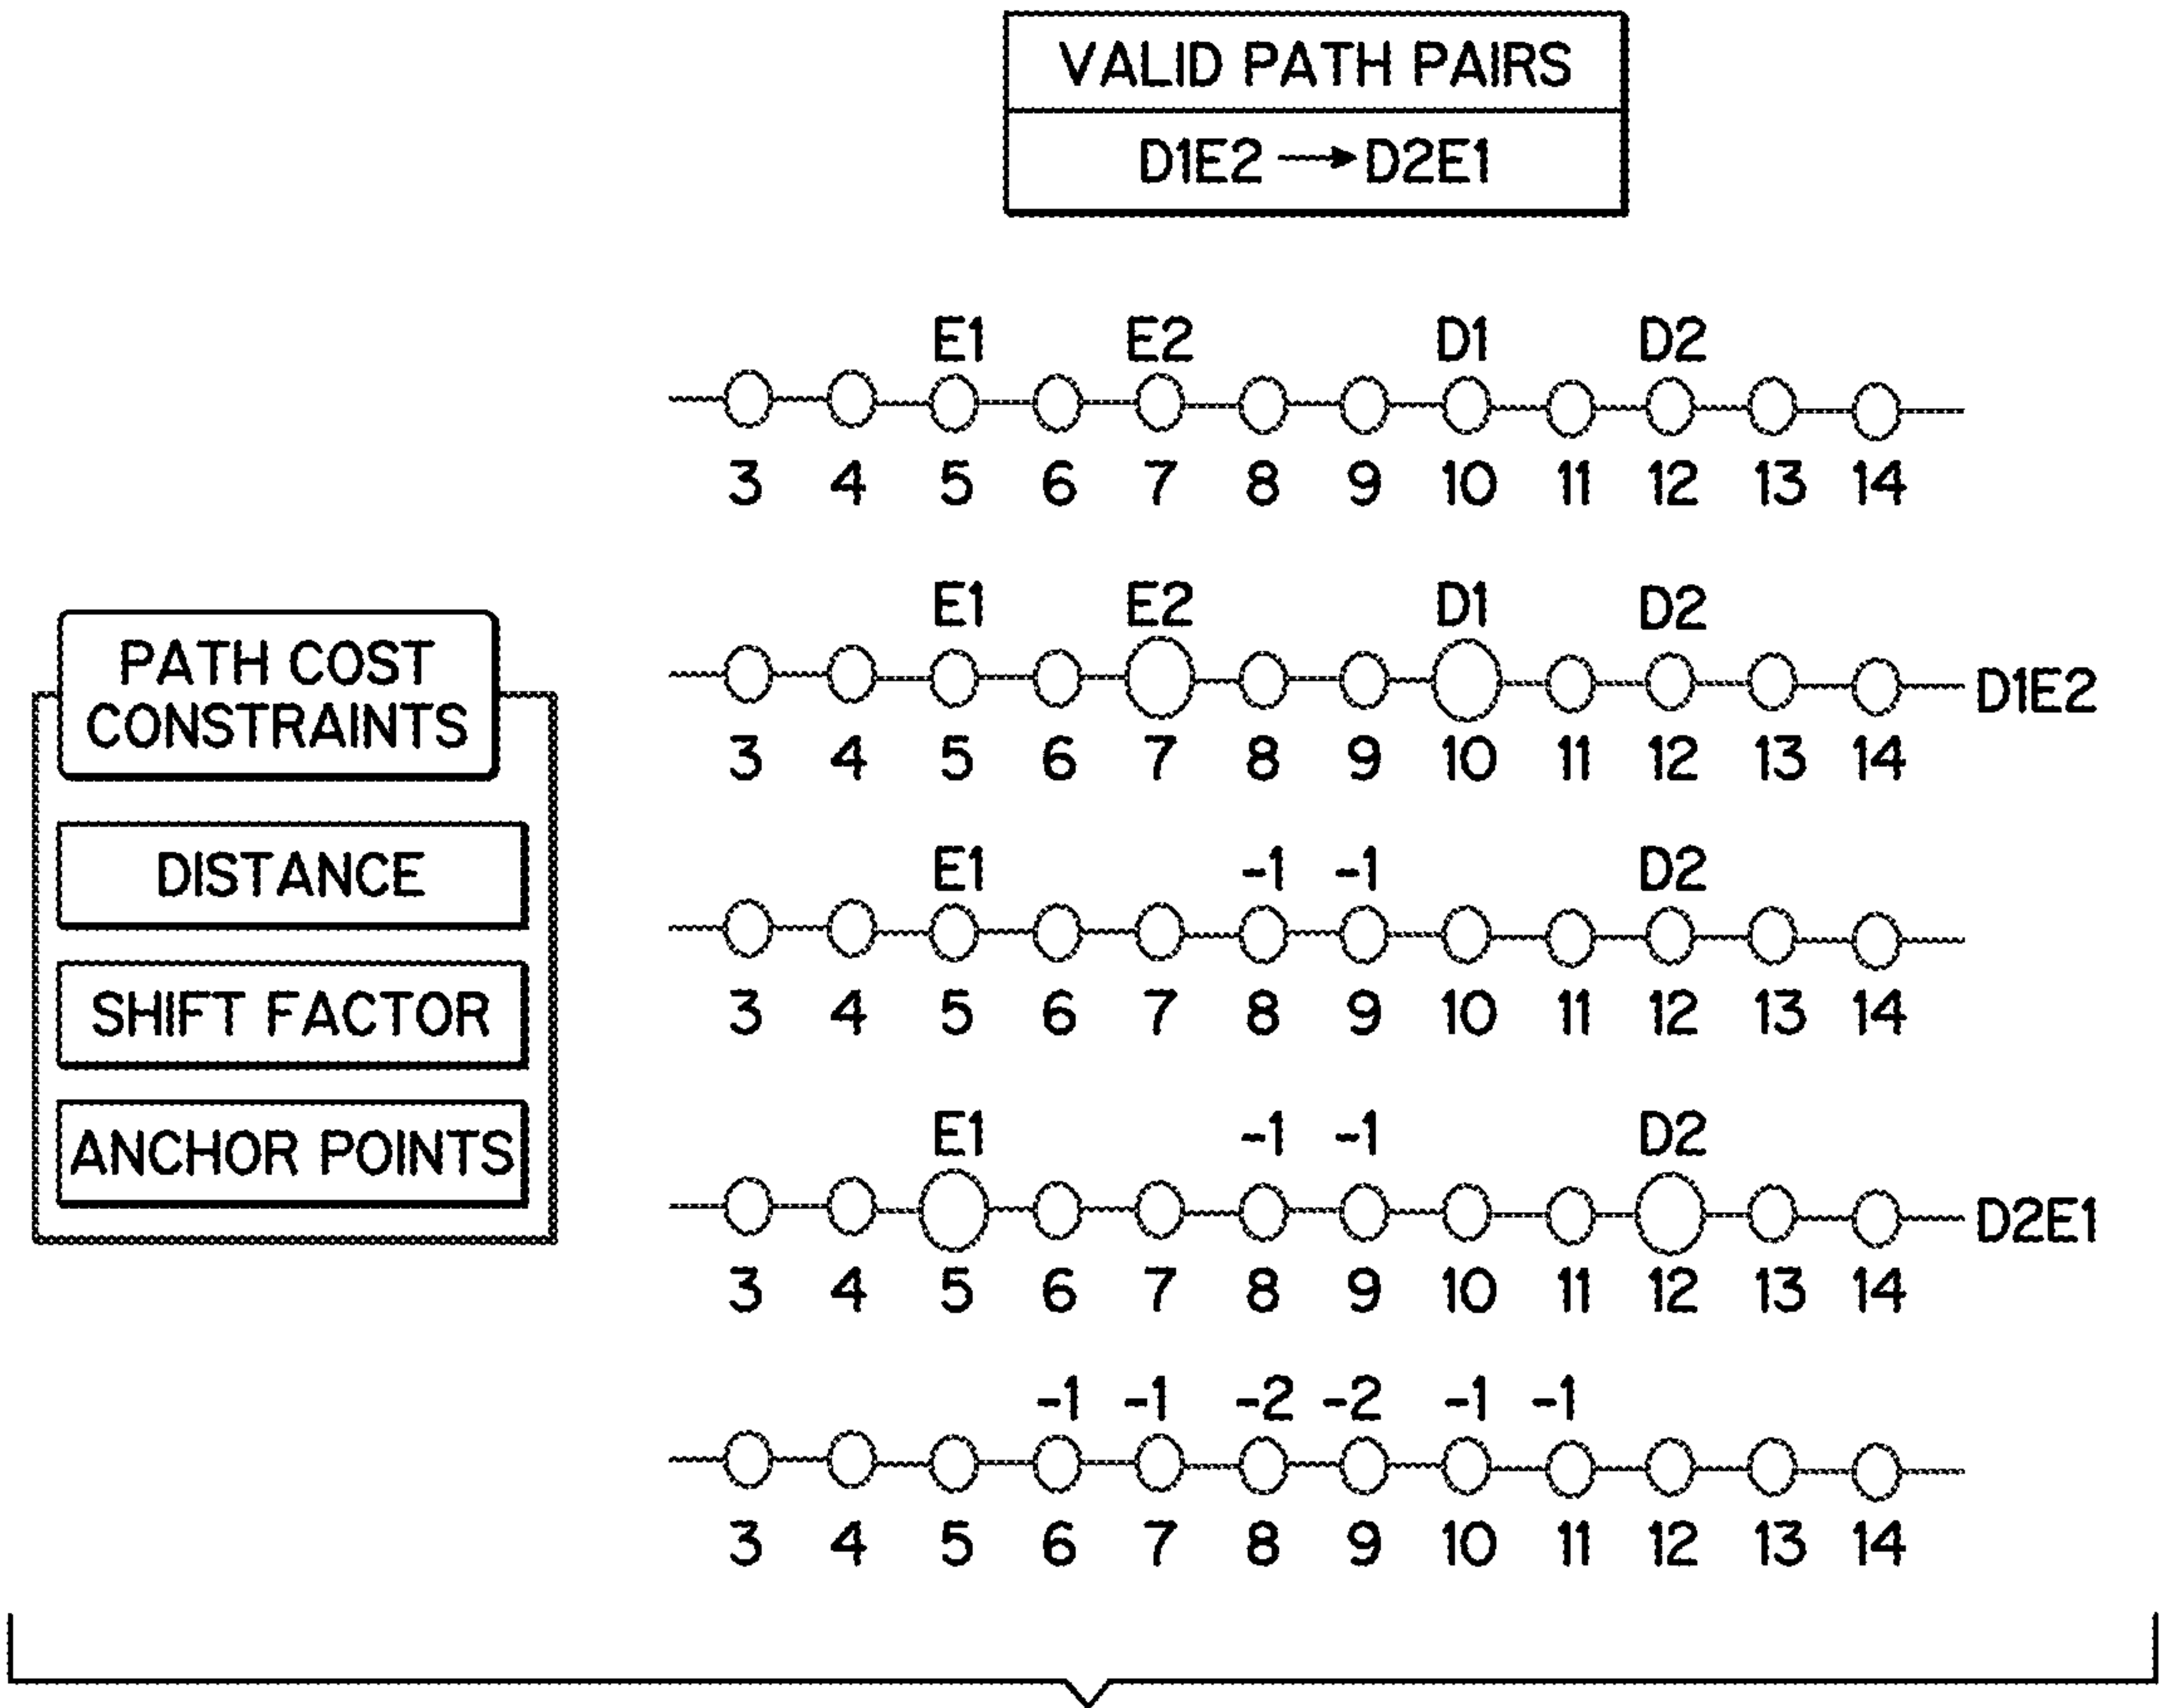 VALID PATH PAIRS
D1E2 → D2E1
E1 E2 D1 D2
3 4 5 6 7 8 9 10 11 12 13 14
E1 E2 D1 D2
D1E2
3 4 5 6 7 8 9 10 11 12 13 14
E1 -1 -1 D2
3 4 5 6 7 8 9 10 11 12 13 14
E1 -1 -1 D2
D2E1
3 4 5 6 7 8 9 10 11 12 13 14
-1 -1 -2 -2 -1 -1
3 4 5 6 7 8 9 10 11 12 13 14
PATH COST
CONSTRAINTS
DISTANCE
SHIFT FACTOR
ANCHOR POINTS